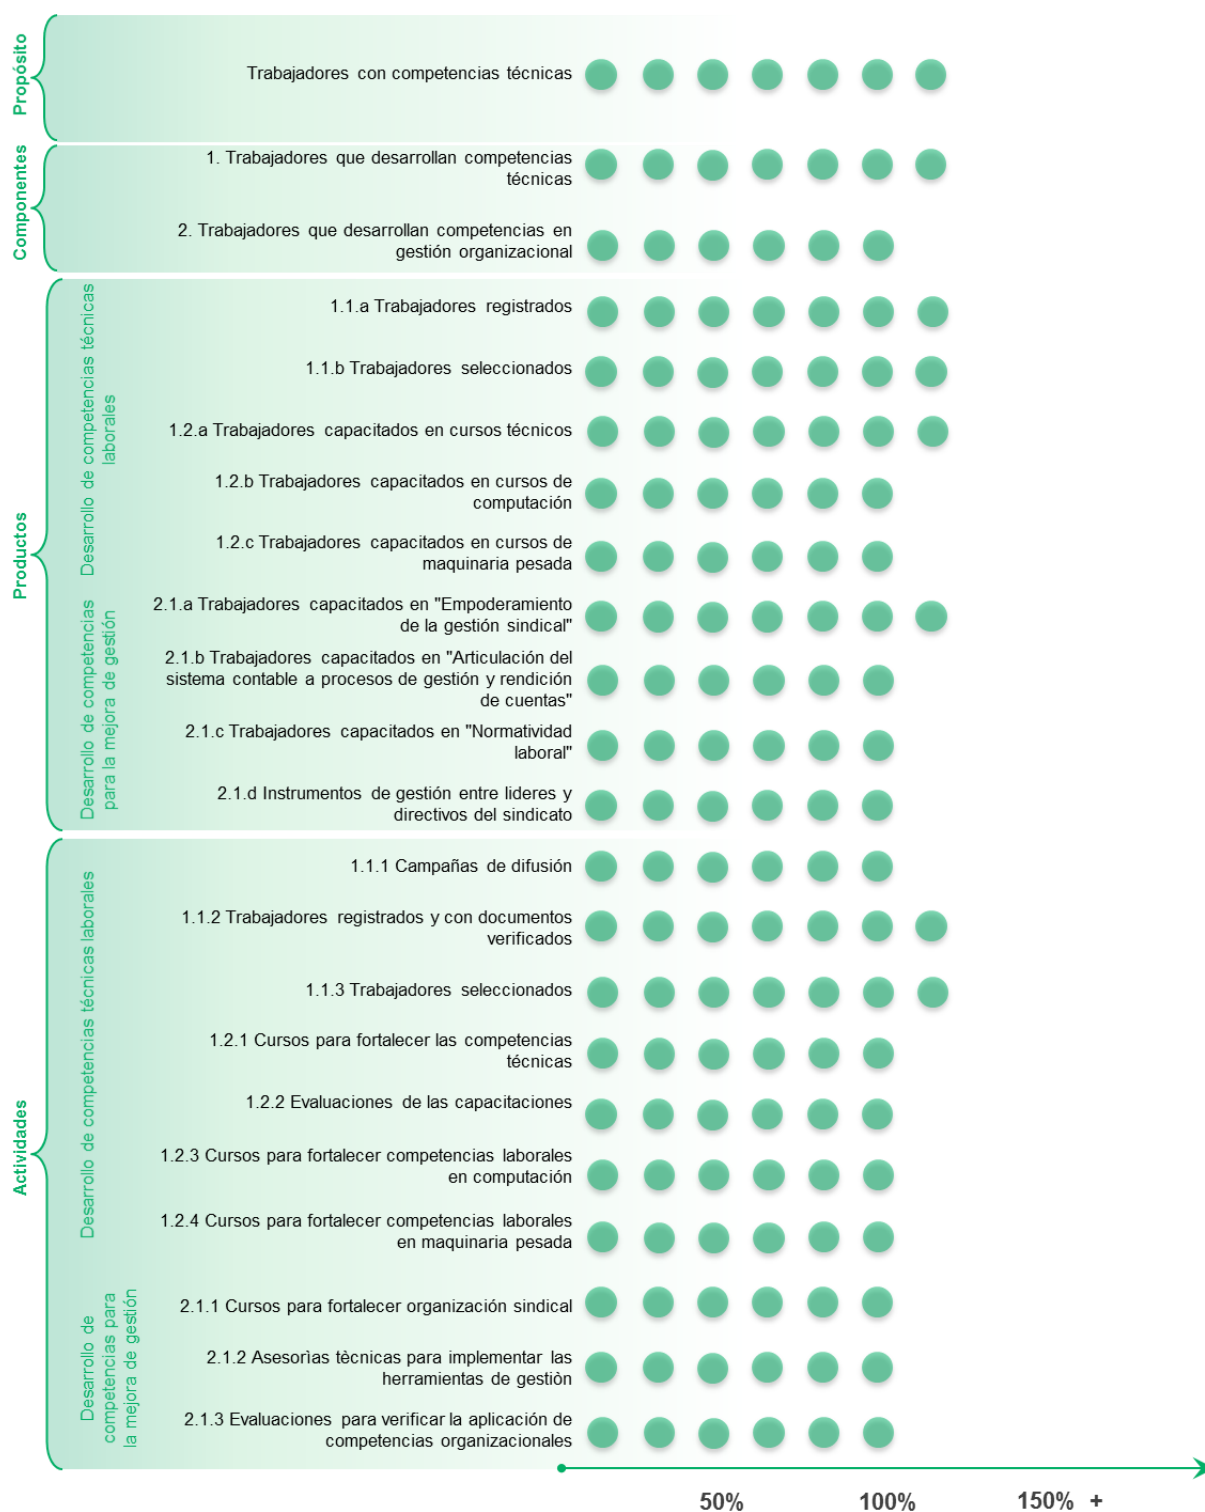 Propósito
Trabajadores con competencias técnicas
Componentes
1. Trabajadores que desarrollan competencias
técnicas
2. Trabajadores que desarrollan competencias en
gestión organizacional
Productos
Desarrollo de competencias técnicas
laborales
1.1.a Trabajadores registrados
1.1.b Trabajadores seleccionados
1.2.a Trabajadores capacitados en cursos técnicos
1.2.b Trabajadores capacitados en cursos de
computación
1.2.c Trabajadores capacitados en cursos de
maquinaria pesada
Desarrollo de competencias
para la mejora de gestión
2.1.a Trabajadores capacitados en "Empoderamiento
de la gestión sindical"
2.1.b Trabajadores capacitados en "Articulación del
sistema contable a procesos de gestión y rendición
de cuentas"
2.1.c Trabajadores capacitados en "Normatividad
laboral"
2.1.d Instrumentos de gestión entre lideres y
directivos del sindicato
Actividades
Desarrollo de competencias técnicas laborales
1.1.1 Campañas de difusión
1.1.2 Trabajadores registrados y con documentos
verificados
1.1.3 Trabajadores seleccionados
1.2.1 Cursos para fortalecer las competencias
técnicas
1.2.2 Evaluaciones de las capacitaciones
1.2.3 Cursos para fortalecer competencias laborales
en computación
1.2.4 Cursos para fortalecer competencias laborales
en maquinaria pesada
Desarrollo de
competencias para
la mejora de gestión
2.1.1 Cursos para fortalecer organización sindical
2.1.2 Asesorìas tècnicas para implementar las
herramientas de gestiòn
2.1.3 Evaluaciones para verificar la aplicación de
competencias organizacionales
50% 100% 150% +